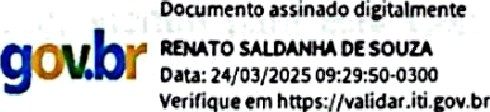 Documento assinado digitalmente
gov.br
RENATO SALDANHA DE SOUZA
Data: 24/03/2025 09:29:50-0300
Verifique em https://validar.iti.gov.br